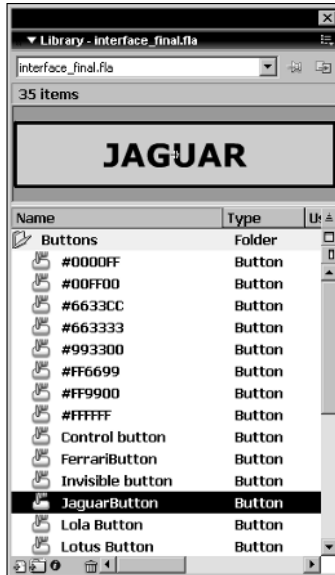 Library - interface_final.fla
interface_final.fla
35 items
JAGUAR
Name Type
Buttons Folder
#0000FF Button
#00FF00 Button
#6633CC Button
#663333 Button
#993300 Button
#FF6699 Button
#FF9900 Button
#FFFFFF Button
Control button Button
FerrariButton Button
Invisible button Button
JaguarButton Button
Lola Button Button
Lotus Button Button